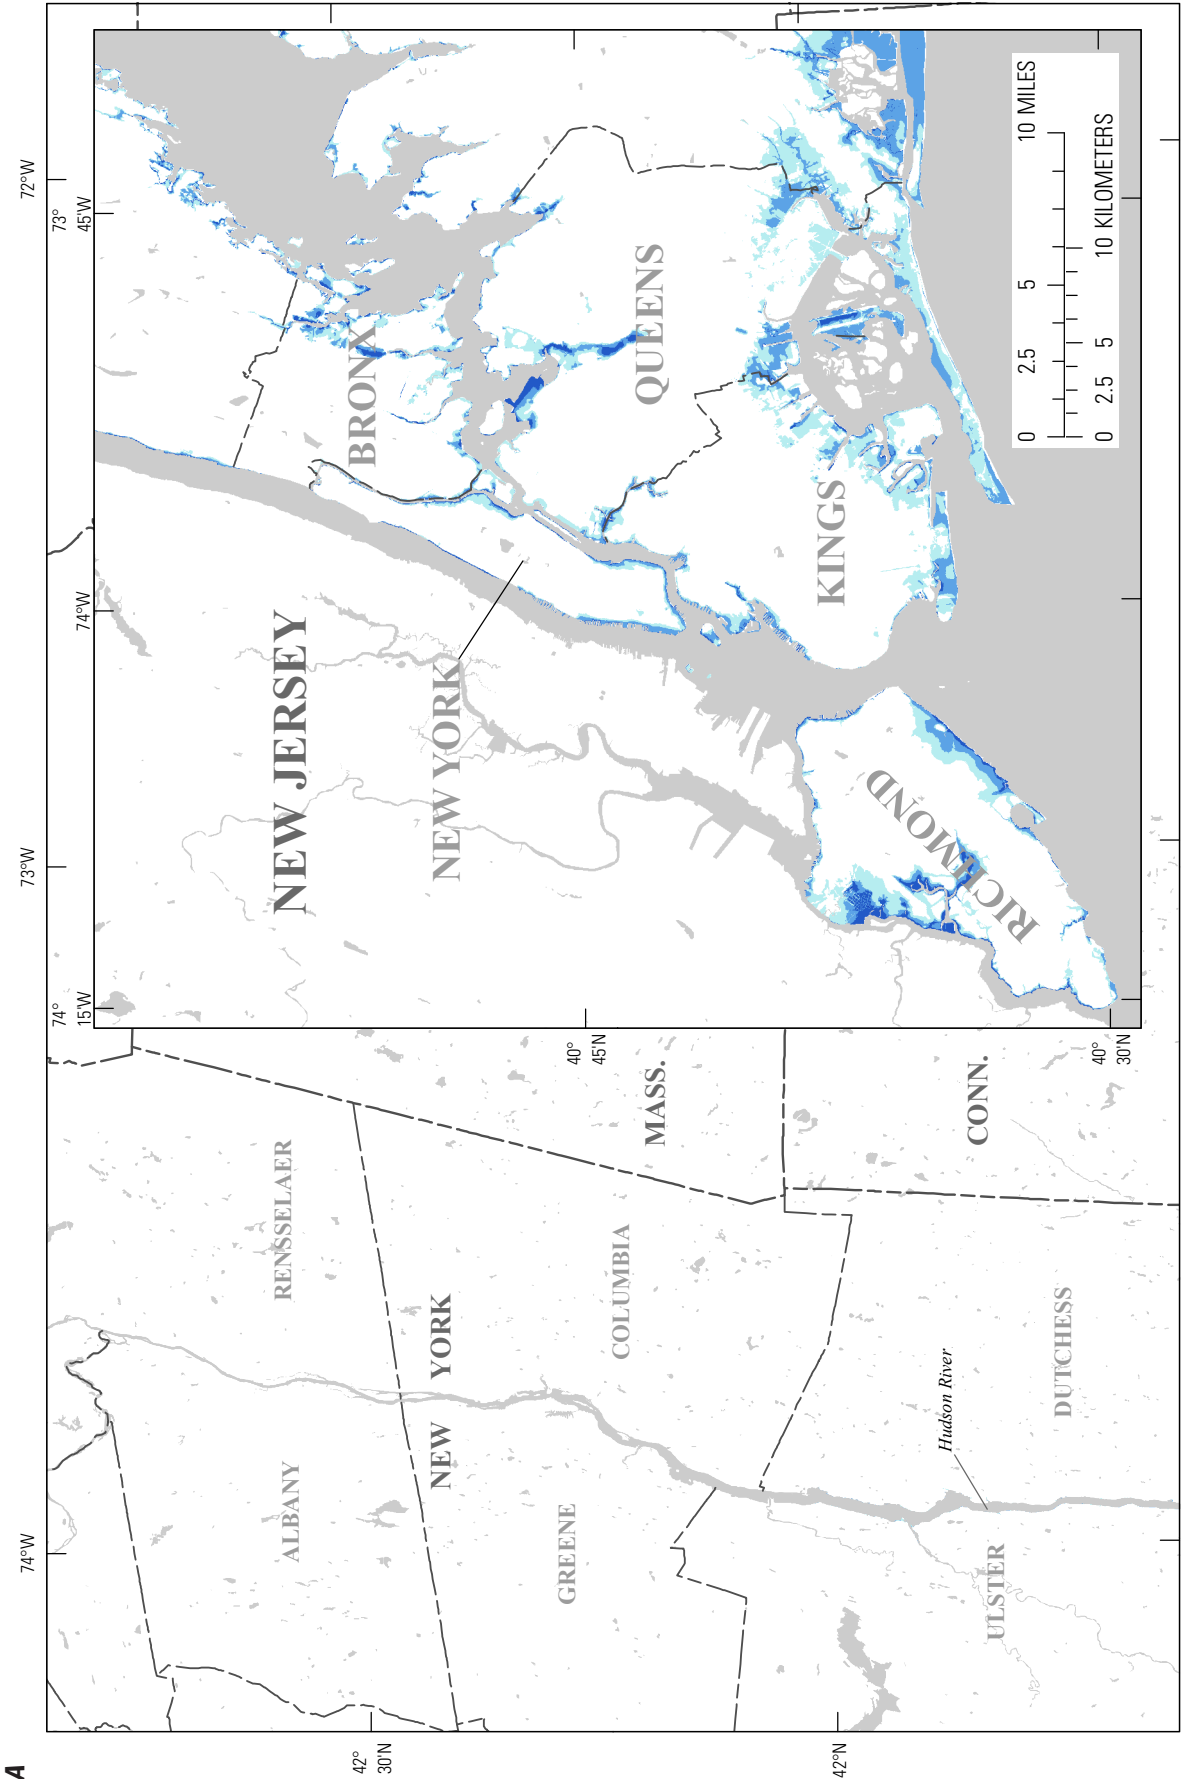 A
74°W
73°W
72°W
42°
30'N
42°N
74°
15'W
74°W
73°
45'W
40°
45'N
40°
30'N
ALBANY
RENSSELAER
NEW YORK
GREENE
COLUMBIA
MASS.
CONN.
Hudson River
ULSTER
DUTCHESS
NEW JERSEY
BRONX
NEW YORK
QUEENS
KINGS
RICHMOND
0 2.5 5 10 MILES
0 2.5 5 10 KILOMETERS